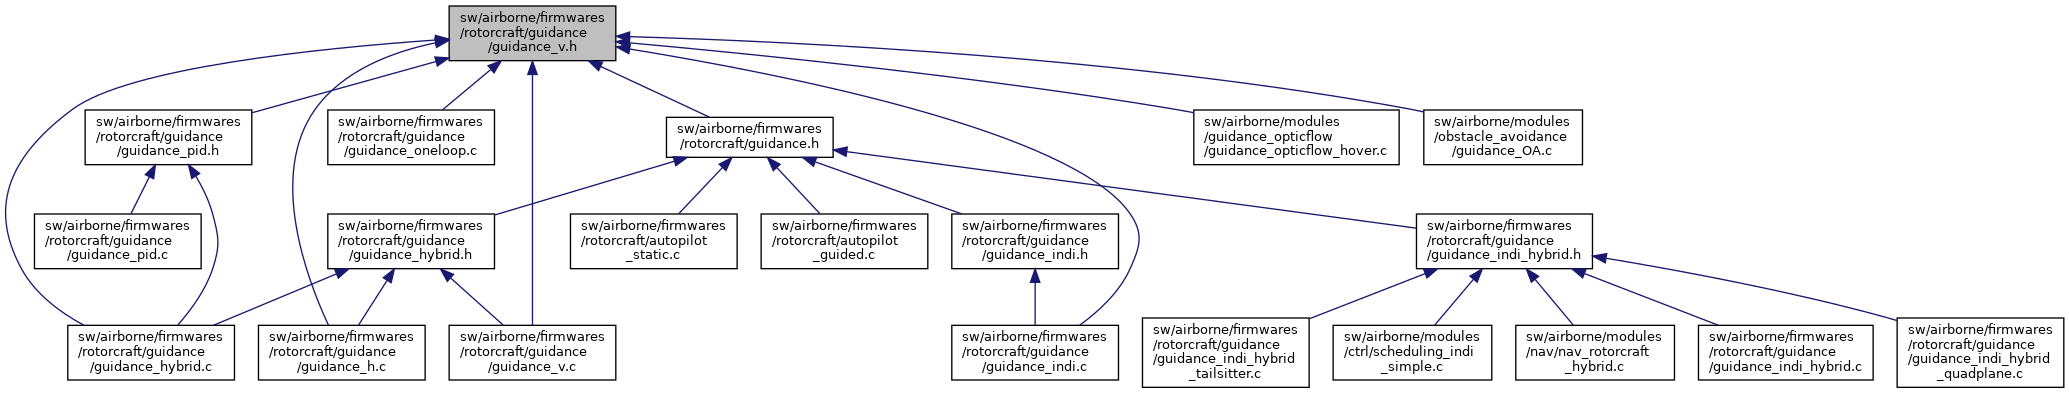 sw/airborne/firmwares
/rotorcraft/guidance
/guidance_v.h
sw/airborne/firmwares
/rotorcraft/guidance
/guidance_pid.h
sw/airborne/firmwares
/rotorcraft/guidance
/guidance_oneloop.c
sw/airborne/firmwares
/rotorcraft/guidance.h
sw/airborne/modules
/guidance_opticflow
/guidance_opticflow_hover.c
sw/airborne/modules
/obstacle_avoidance
/guidance_OA.c
sw/airborne/firmwares
/rotorcraft/guidance
/guidance_pid.c
sw/airborne/firmwares
/rotorcraft/guidance
/guidance_hybrid.h
sw/airborne/firmwares
/rotorcraft/autopilot
_static.c
sw/airborne/firmwares
/rotorcraft/autopilot
_guided.c
sw/airborne/firmwares
/rotorcraft/guidance
/guidance_indi.h
sw/airborne/firmwares
/rotorcraft/guidance
/guidance_indi_hybrid.h
sw/airborne/firmwares
/rotorcraft/guidance
/guidance_hybrid.c
sw/airborne/firmwares
/rotorcraft/guidance
/guidance_h.c
sw/airborne/firmwares
/rotorcraft/guidance
/guidance_v.c
sw/airborne/firmwares
/rotorcraft/guidance
/guidance_indi.c
sw/airborne/firmwares
/rotorcraft/guidance
/guidance_indi_hybrid
_tailsitter.c
sw/airborne/modules
/ctrl/scheduling_indi
_simple.c
sw/airborne/modules
/nav/nav_rotorcraft
_hybrid.c
sw/airborne/firmwares
/rotorcraft/guidance
/guidance_indi_hybrid.c
sw/airborne/firmwares
/rotorcraft/guidance
/guidance_indi_hybrid
_quadplane.c